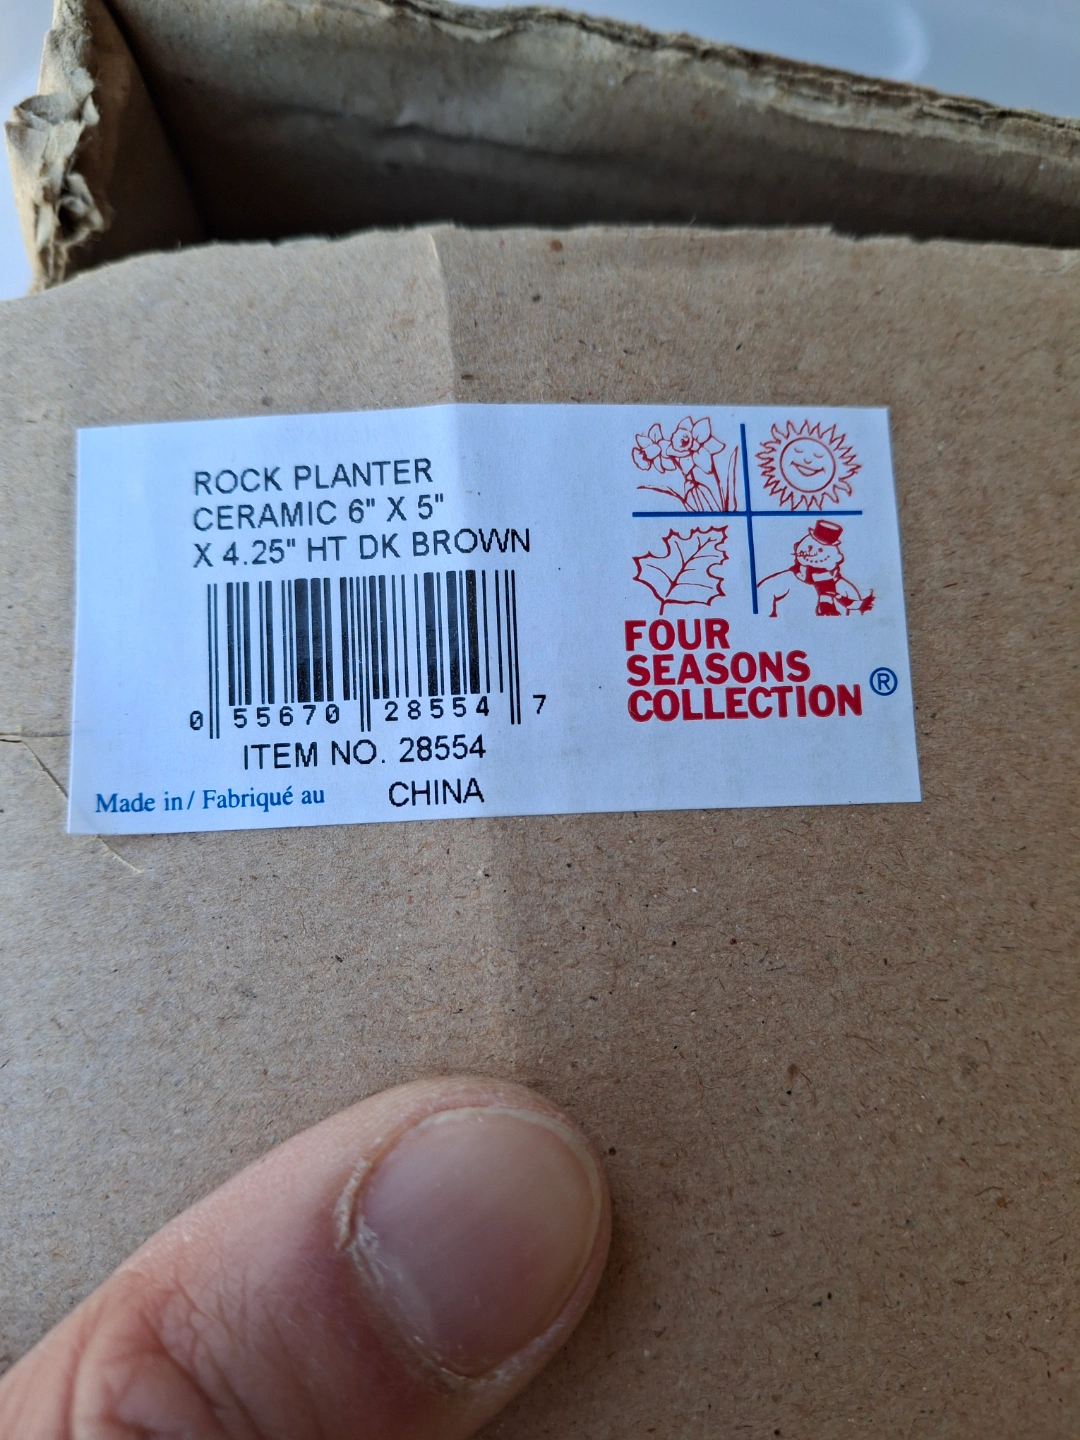 ROCK PLANTER
CERAMIC 6" X 5"
X 4.25" HT DK BROWN
0 55670 28554 7
ITEM NO. 28554
Made in / Fabriqué au CHINA
FOUR
SEASONS
COLLECTION ®